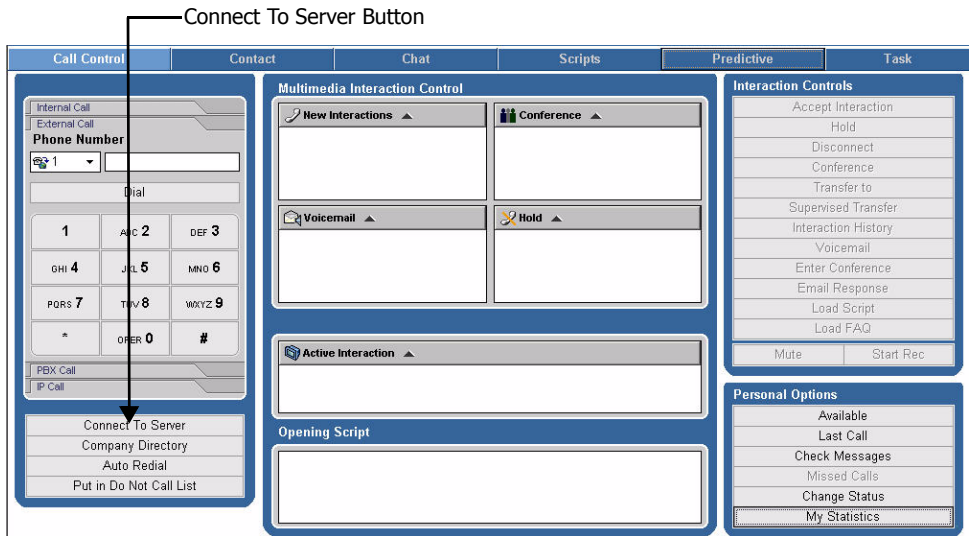 Connect To Server Button
Call Control Contact Chat Scripts Predictive Task
Internal Call
External Call
Phone Number
1
Dial
1 ABC 2 DEF 3
GHI 4 JKL 5 MNO 6
PQRS 7 TUV 8 WXYZ 9
* OPER 0 #
PBX Call
IP Call
Connect To Server
Company Directory
Auto Redial
Put in Do Not Call List
Multimedia Interaction Control
New Interactions Conference
Voicemail Hold
Active Interaction
Opening Script
Interaction Controls
Accept Interaction
Hold
Disconnect
Conference
Transfer to
Supervised Transfer
Interaction History
Voicemail
Enter Conference
Email Response
Load Script
Load FAQ
Mute Start Rec
Personal Options
Available
Last Call
Check Messages
Missed Calls
Change Status
My Statistics